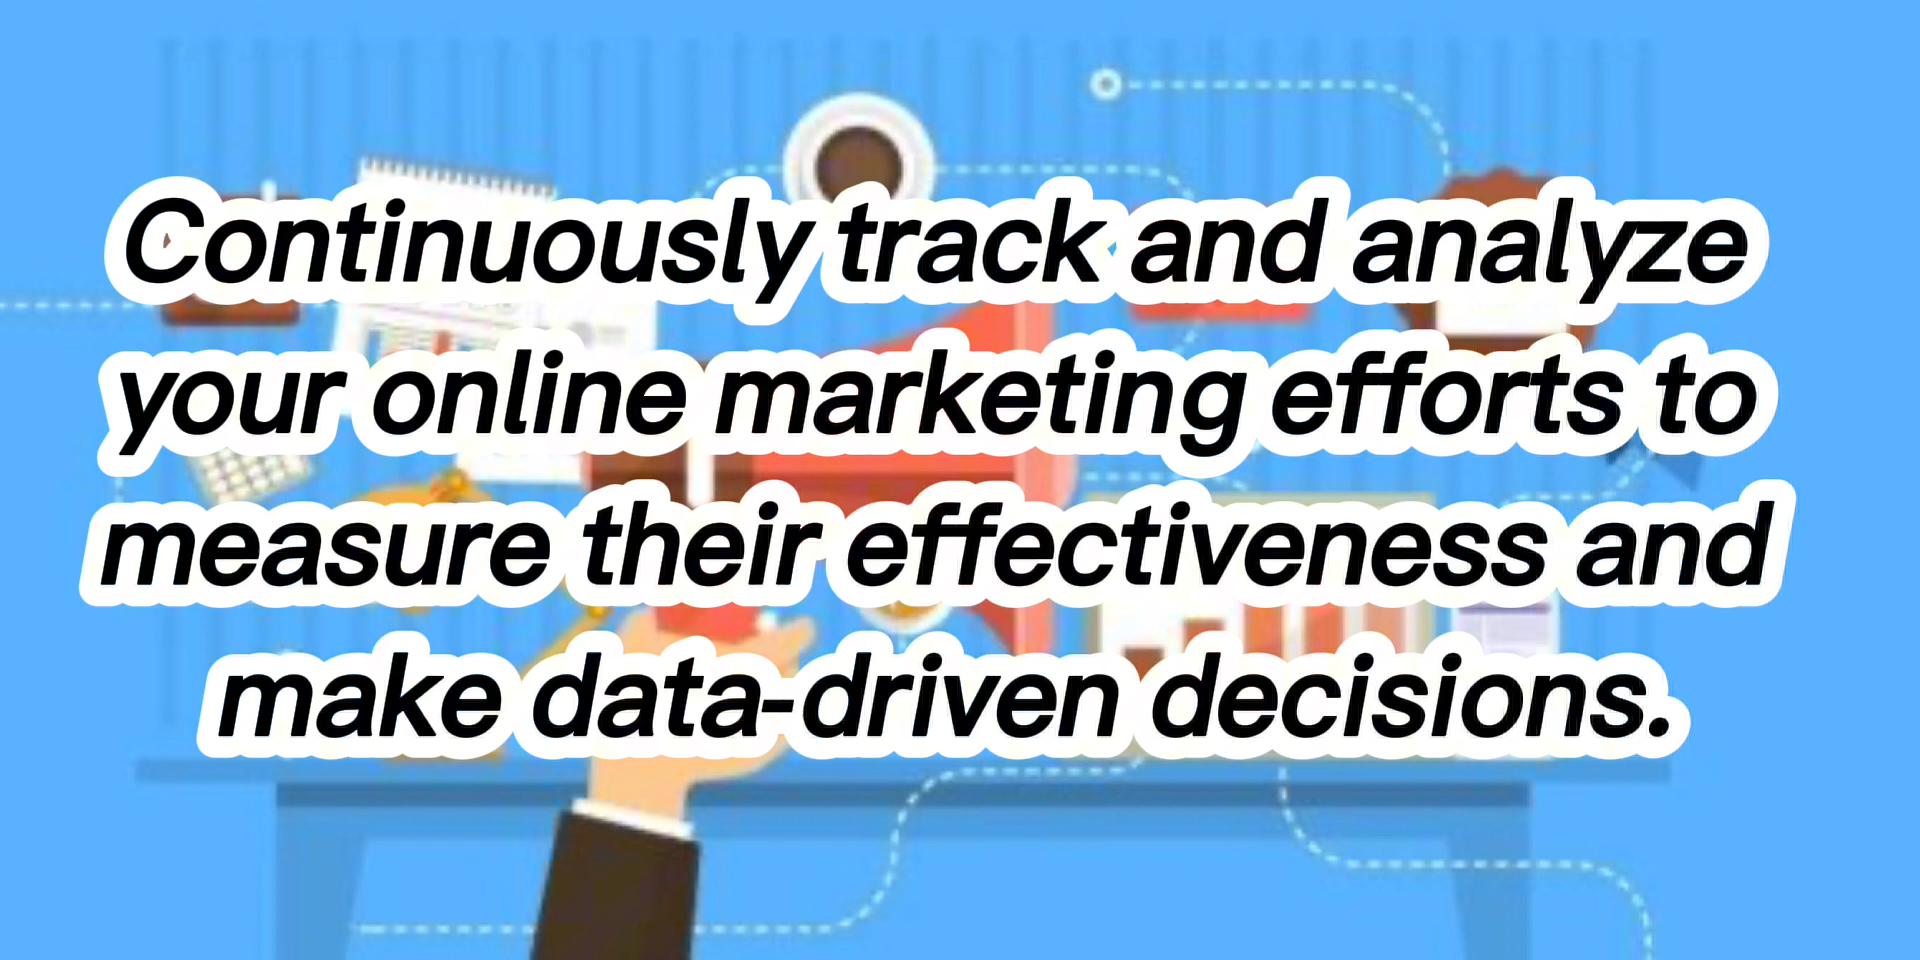 Continuously track and analyze
your online marketing efforts to
measure their effectiveness and
make data-driven decisions.